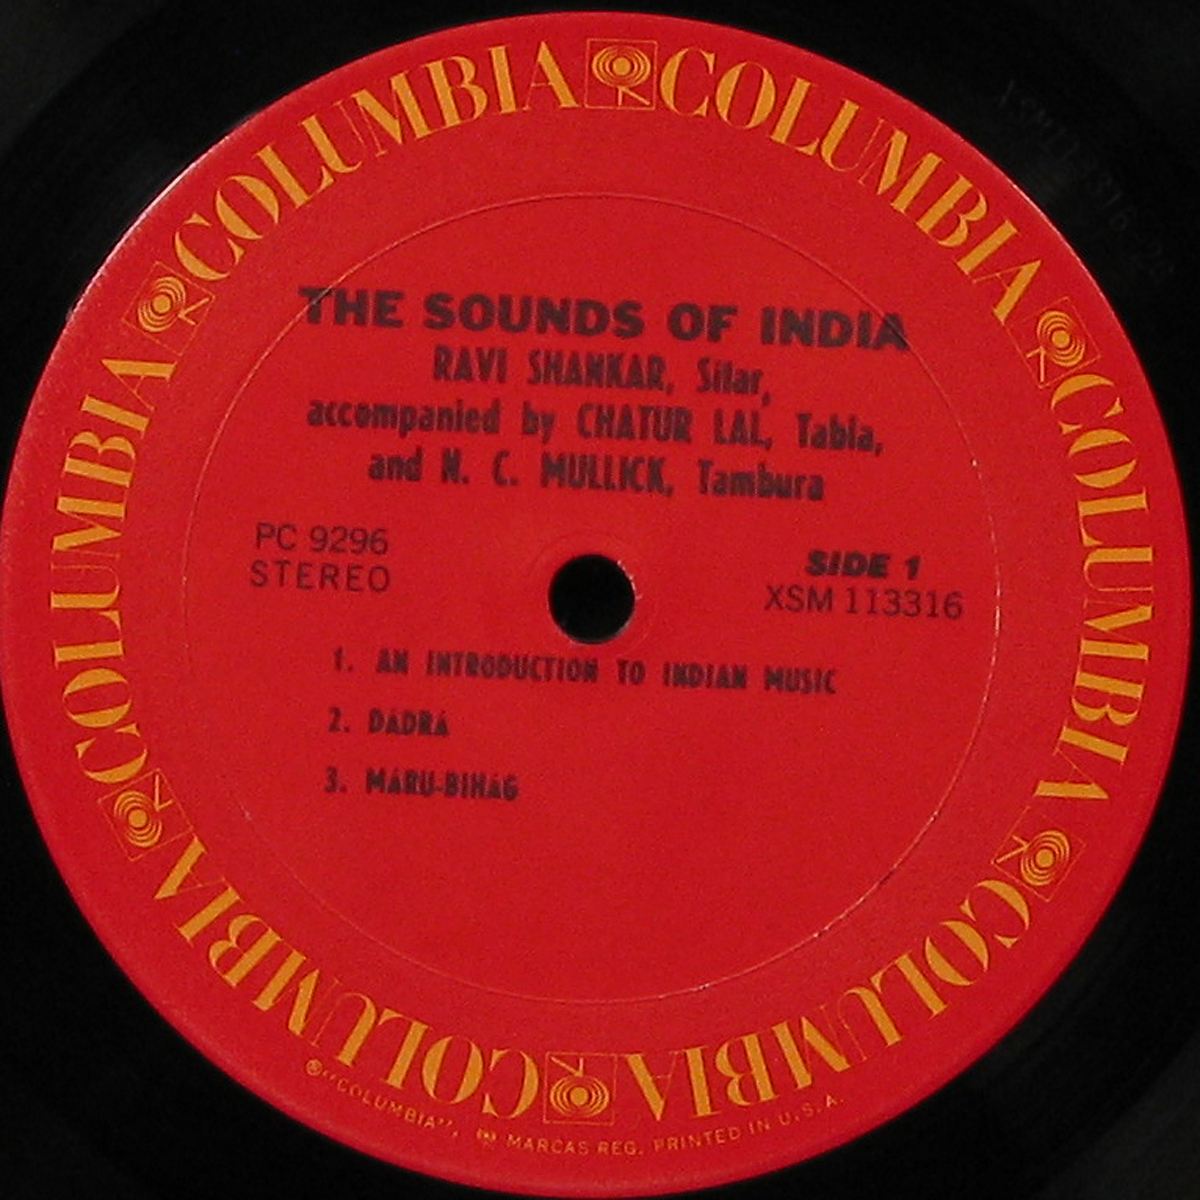 COLUMBIA COLUMBIA COLUMBIA COLUMBIA COLUMBIA COLUMBIA
THE SOUNDS OF INDIA
RAVI SHANKAR, Sitar,
accompanied by CHATUR LAL, Tabla,
and N. C. MULLICK, Tambura
PC 9296
STEREO
SIDE 1
XSM 113316
1. AN INTRODUCTION TO INDIAN MUSIC
2. DADRA
3. MARU-BIHAG
®"COLUMBIA", MARCAS REG. PRINTED IN U.S.A.